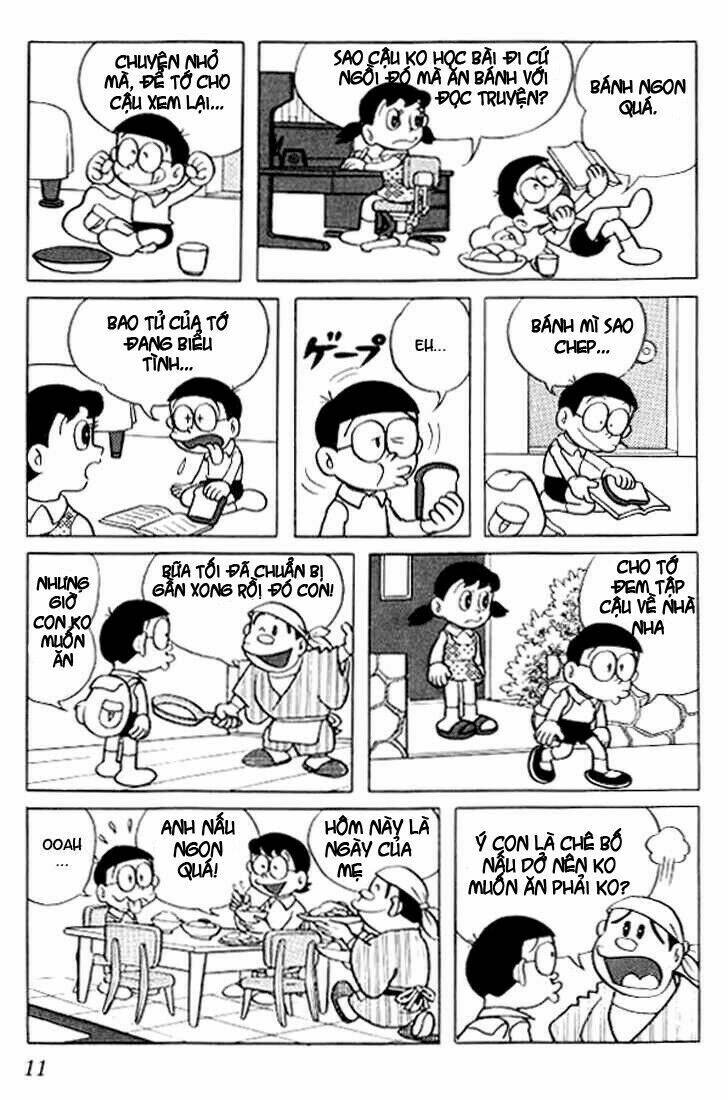 BÁNH NGON
QUÁ.
SAO CẬU KO HỌC BÀI ĐI CỨ
NGỒI ĐÓ MÀ ĂN BÁNH VỚI
ĐỌC TRUYỆN?
CHUYỆN NHỎ
MÀ, ĐỂ TỚ CHO
CẬU XEM LẠI...
BÁNH MÌ SAO
CHÉP...
EH...
ゲープ
BAO TỬ CỦA TỚ
ĐANG BIỂU
TÌNH...
CHO TỚ
ĐEM TẬP
CẬU VỀ NHÀ
NHA
BỮA TỐI ĐÃ CHUẨN BỊ
GẦN XONG RỒI ĐÓ CON!
NHƯNG
GIỜ
CON KO
MUỐN
ĂN
Ý CON LÀ CHÊ BỐ
NẤU DỞ NÊN KO
MUỐN ĂN PHẢI KO?
HÔM NÀY LÀ
NGÀY CỦA
MẸ
ANH NẤU
NGON
QUÁ!
OOAH
...
11